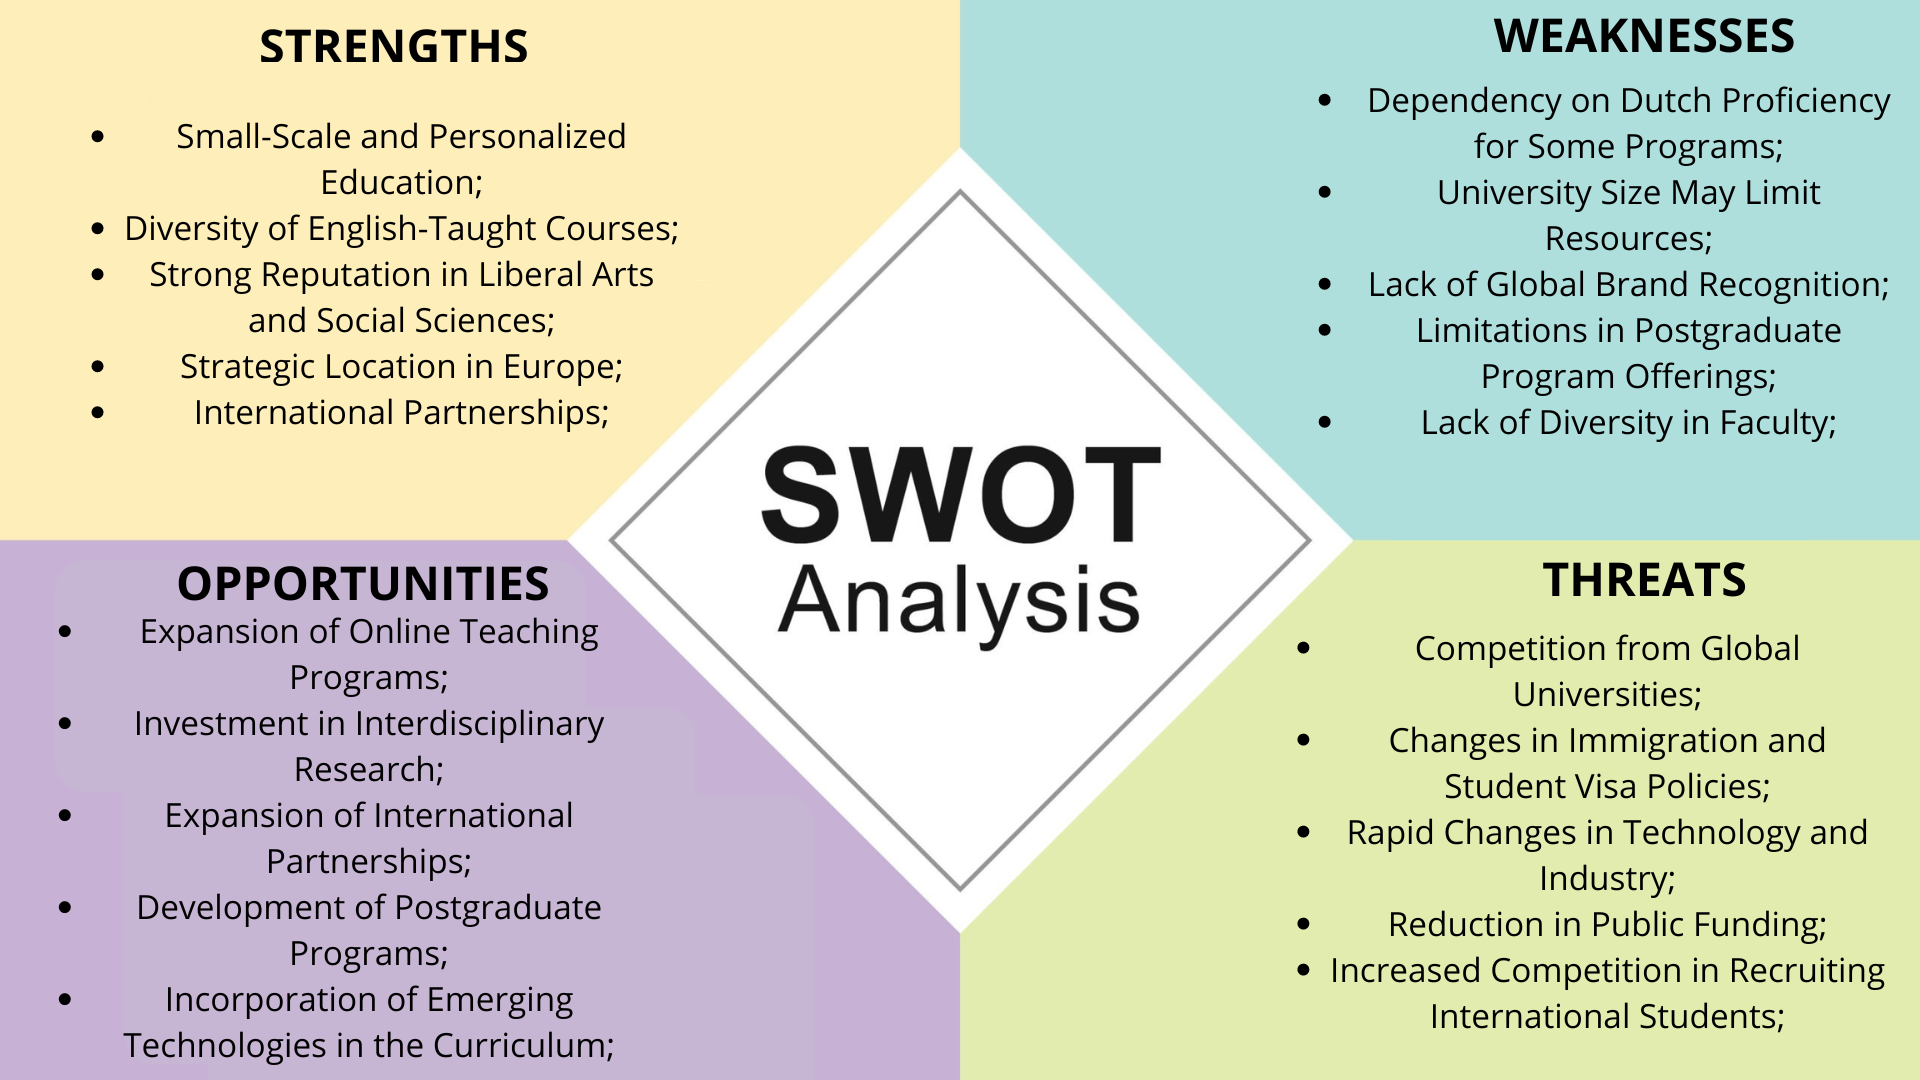 STRENGTHS
• Small-Scale and Personalized
Education;
• Diversity of English-Taught Courses;
• Strong Reputation in Liberal Arts
and Social Sciences;
• Strategic Location in Europe;
• International Partnerships;
WEAKNESSES
• Dependency on Dutch Proficiency
for Some Programs;
• University Size May Limit
Resources;
• Lack of Global Brand Recognition;
• Limitations in Postgraduate
Program Offerings;
• Lack of Diversity in Faculty;
SWOT
Analysis
OPPORTUNITIES
• Expansion of Online Teaching
Programs;
• Investment in Interdisciplinary
Research;
• Expansion of International
Partnerships;
• Development of Postgraduate
Programs;
• Incorporation of Emerging
Technologies in the Curriculum;
THREATS
• Competition from Global
Universities;
• Changes in Immigration and
Student Visa Policies;
• Rapid Changes in Technology and
Industry;
• Reduction in Public Funding;
• Increased Competition in Recruiting
International Students;